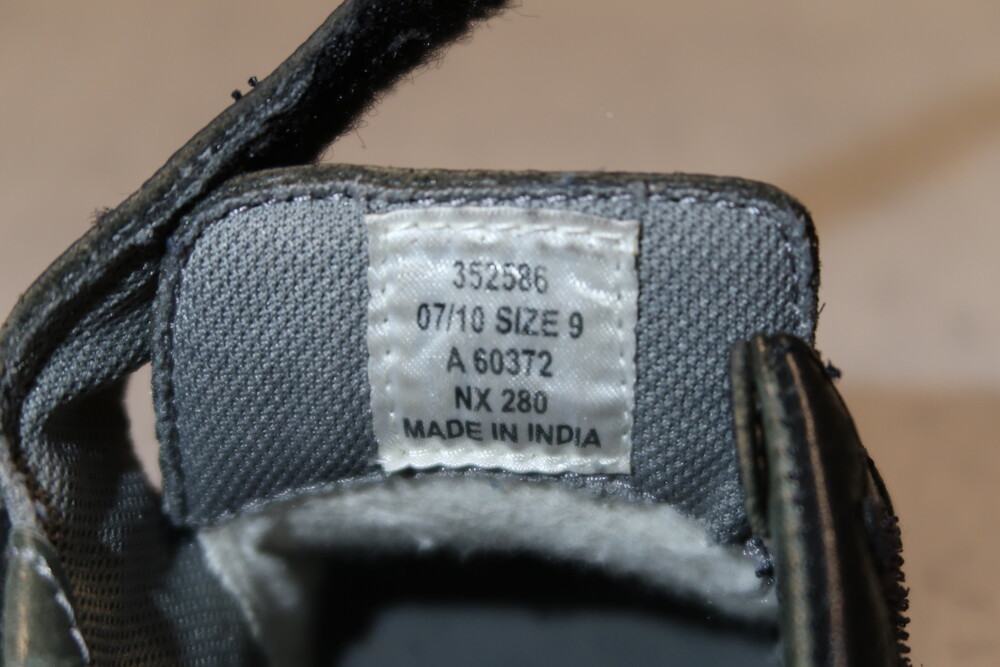 352586
07/10 SIZE 9
A 60372
NX 280
MADE IN INDIA